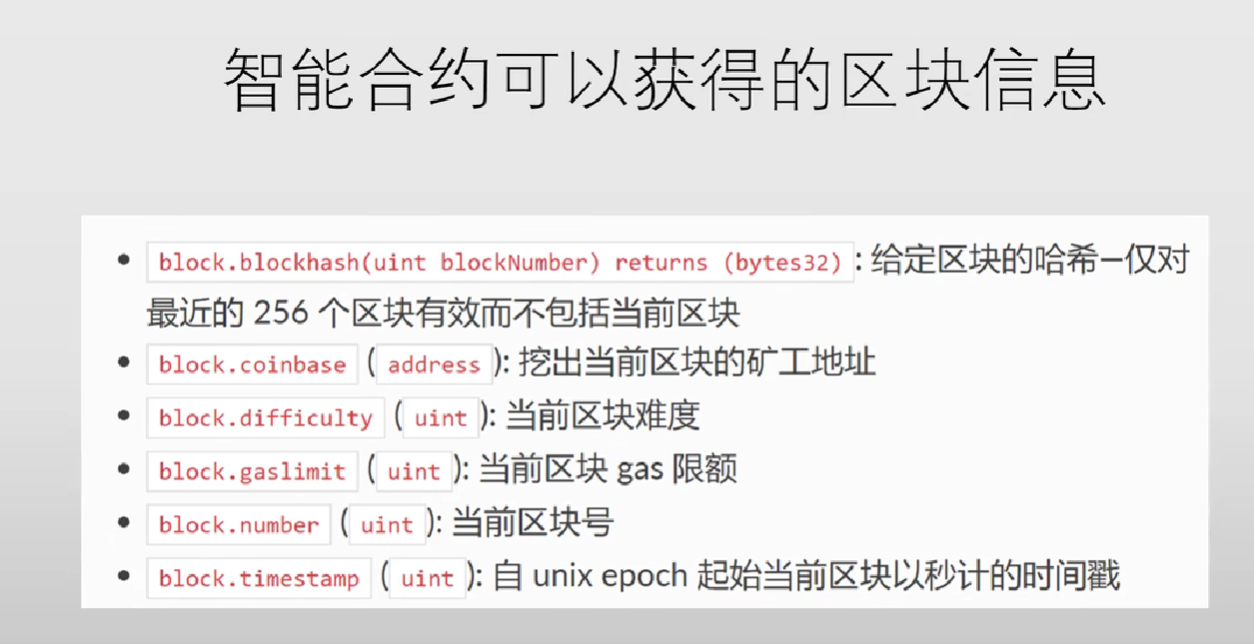 智能合约可以获得的区块信息
• block.blockhash(uint blockNumber) returns (bytes32) : 给定区块的哈希—仅对
最近的 256 个区块有效而不包括当前区块
• block.coinbase ( address ): 挖出当前区块的矿工地址
• block.difficulty ( uint ): 当前区块难度
• block.gaslimit ( uint ): 当前区块 gas 限额
• block.number ( uint ): 当前区块号
• block.timestamp ( uint ): 自 unix epoch 起始当前区块以秒计的时间戳